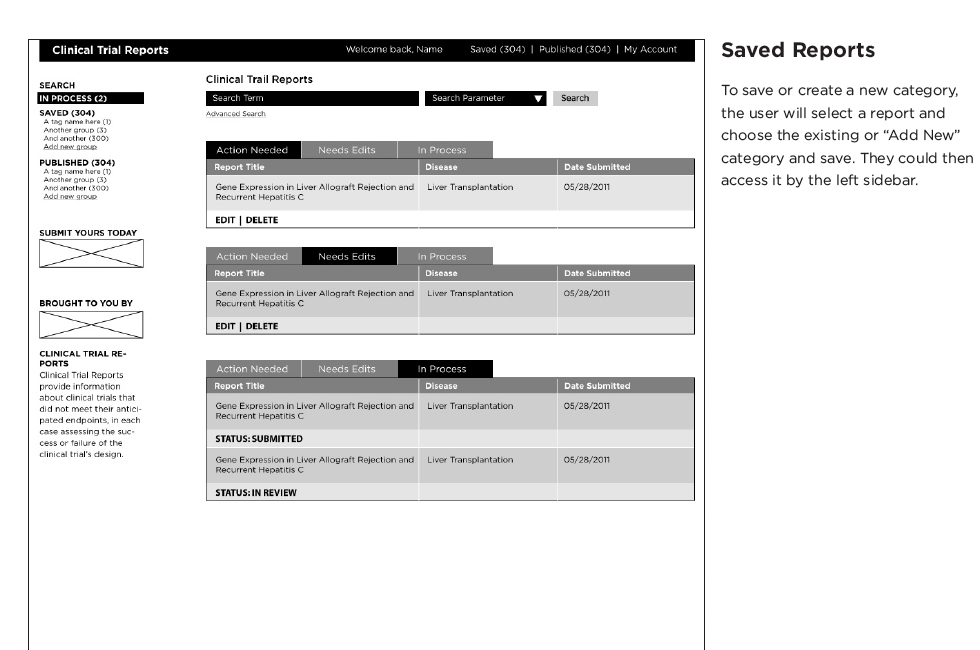 Clinical Trial Reports
Welcome back, Name
Saved (304) | Published (304) | My Account
SEARCH
IN PROCESS (2)
SAVED (304)
A tag name here (1)
Another group (3)
And another (300)
Add new group
PUBLISHED (304)
A tag name here (1)
Another group (3)
And another (300)
Add new group
SUBMIT YOURS TODAY
BROUGHT TO YOU BY
CLINICAL TRIAL RE-
PORTS
Clinical Trial Reports
provide information
about clinical trials that
did not meet their antici-
pated endpoints, in each
case assessing the suc-
cess or failure of the
clinical trial's design.
Clinical Trail Reports
Search Term
Search Parameter
Search
Advanced Search
Action Needed Needs Edits In Process
Report Title Disease Date Submitted
Gene Expression in Liver Allograft Rejection and Liver Transplantation 05/28/2011
Recurrent Hepatitis C
EDIT | DELETE
Action Needed Needs Edits In Process
Report Title Disease Date Submitted
Gene Expression in Liver Allograft Rejection and Liver Transplantation 05/28/2011
Recurrent Hepatitis C
EDIT | DELETE
Action Needed Needs Edits In Process
Report Title Disease Date Submitted
Gene Expression in Liver Allograft Rejection and Liver Transplantation 05/28/2011
Recurrent Hepatitis C
STATUS: SUBMITTED
Gene Expression in Liver Allograft Rejection and Liver Transplantation 05/28/2011
Recurrent Hepatitis C
STATUS: IN REVIEW
Saved Reports
To save or create a new category,
the user will select a report and
choose the existing or “Add New”
category and save. They could then
access it by the left sidebar.